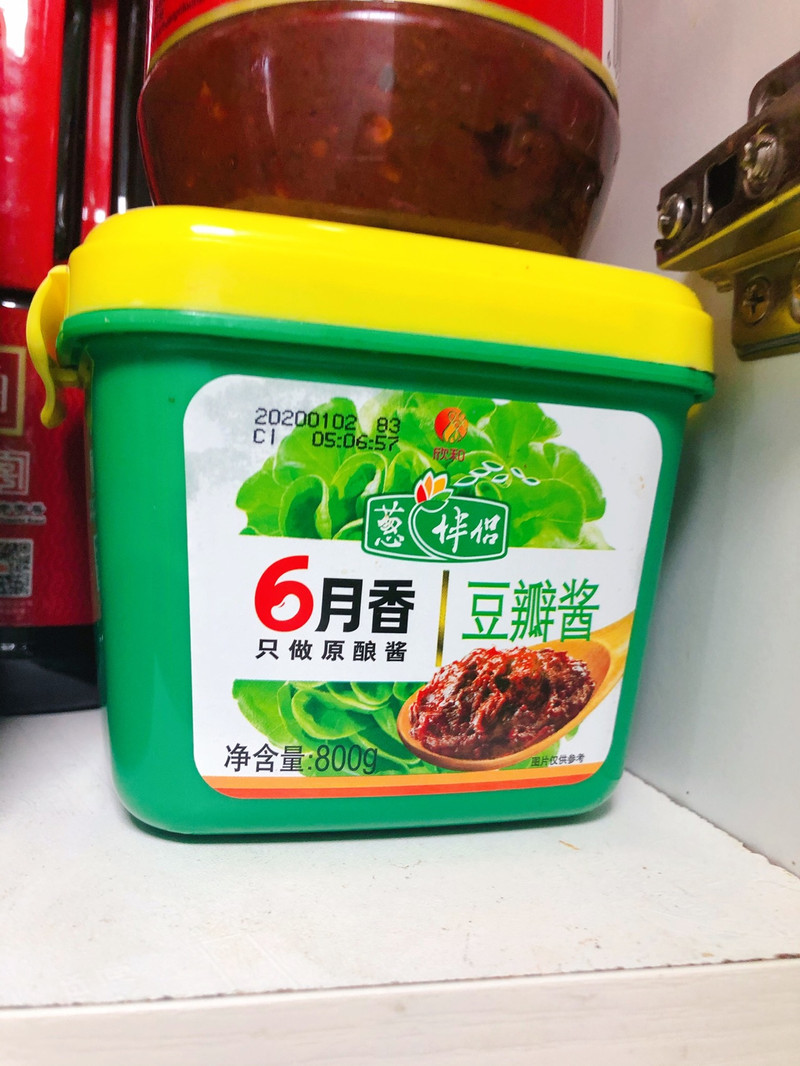 20200102 83
CI 05:06:57
欣和
葱伴侣
6月香
只做原酿酱
豆瓣酱
净含量:800g
图片仅供参考